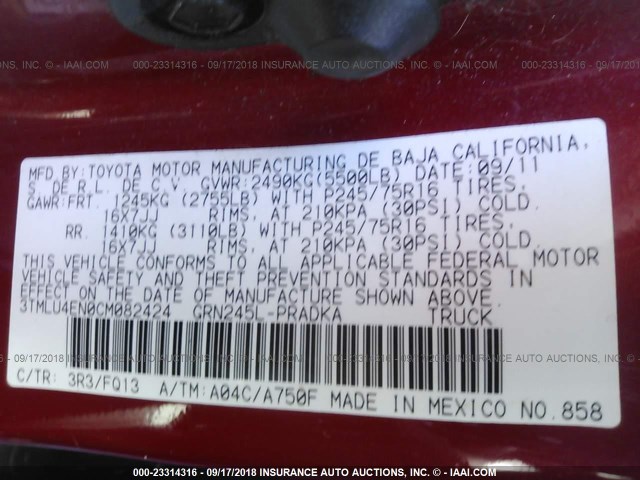 000-23314316 - 09/17/2018 INSURANCE AUTO AUCTIONS, INC. © - IAAI.COM
MFD.BY:TOYOTA MOTOR MANUFACTURING DE BAJA CALIFORNIA,
S. DE R.L. DE C.V. GVWR:2490KG(5500LB) DATE:09/11
GAWR:FRT. 1245KG (2755LB) WITH P245/75R16 TIRES,
16X7JJ RIMS, AT 210KPA (30PSI) COLD.
RR. 1410KG (3110LB) WITH P245/75R16 TIRES,
16X7JJ RIMS, AT 210KPA (30PSI) COLD.
THIS VEHICLE CONFORMS TO ALL APPLICABLE FEDERAL MOTOR
VEHICLE SAFETY AND THEFT PREVENTION STANDARDS IN
EFFECT ON THE DATE OF MANUFACTURE SHOWN ABOVE.
3TMLU4EN0CM082424 GRN245L-PRADKA TRUCK
000-23314316 - 09/17/2018 INSURANCE AUTO AUCTIONS, INC. © - IAAI.COM
C/TR: 3R3/FQ13 A/TM:A04C/A750F MADE IN MEXICO NO.858
000-23314316 - 09/17/2018 INSURANCE AUTO AUCTIONS, INC. © - IAAI.COM